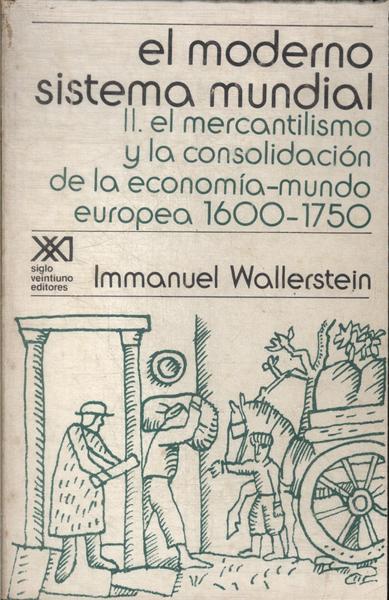 el moderno
sistema mundial
II. el mercantilismo
y la consolidación
de la economía-mundo
europea 1600-1750
XXI
siglo
veintiuno
editores
Immanuel Wallerstein